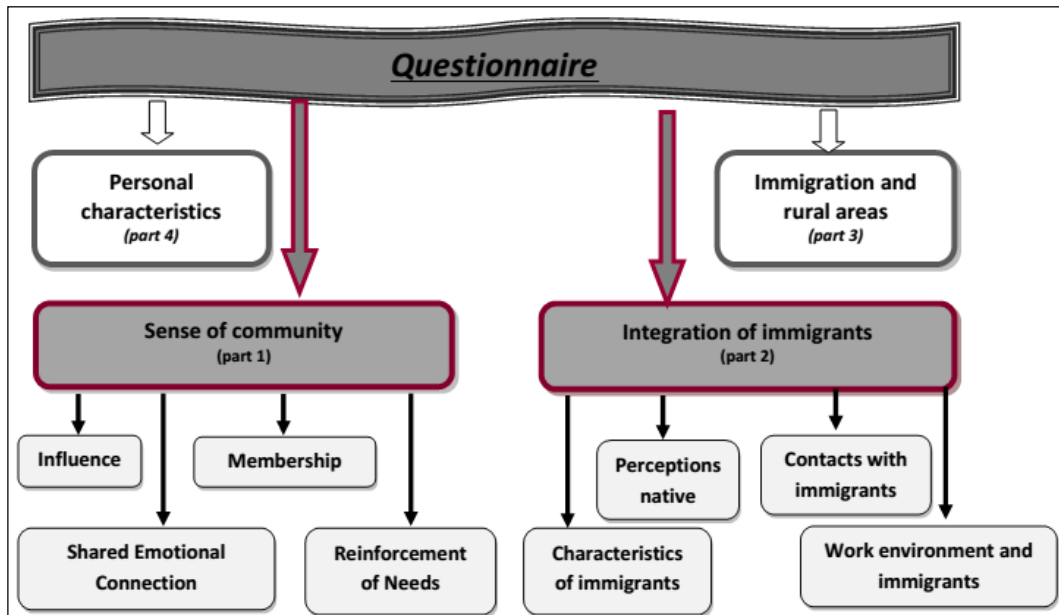 Questionnaire
Personal
characteristics
(part 4)
Immigration and
rural areas
(part 3)
Sense of community
(part 1)
Integration of immigrants
(part 2)
Influence
Membership
Perceptions
native
Contacts with
immigrants
Shared Emotional
Connection
Reinforcement
of Needs
Characteristics
of immigrants
Work environment and
immigrants